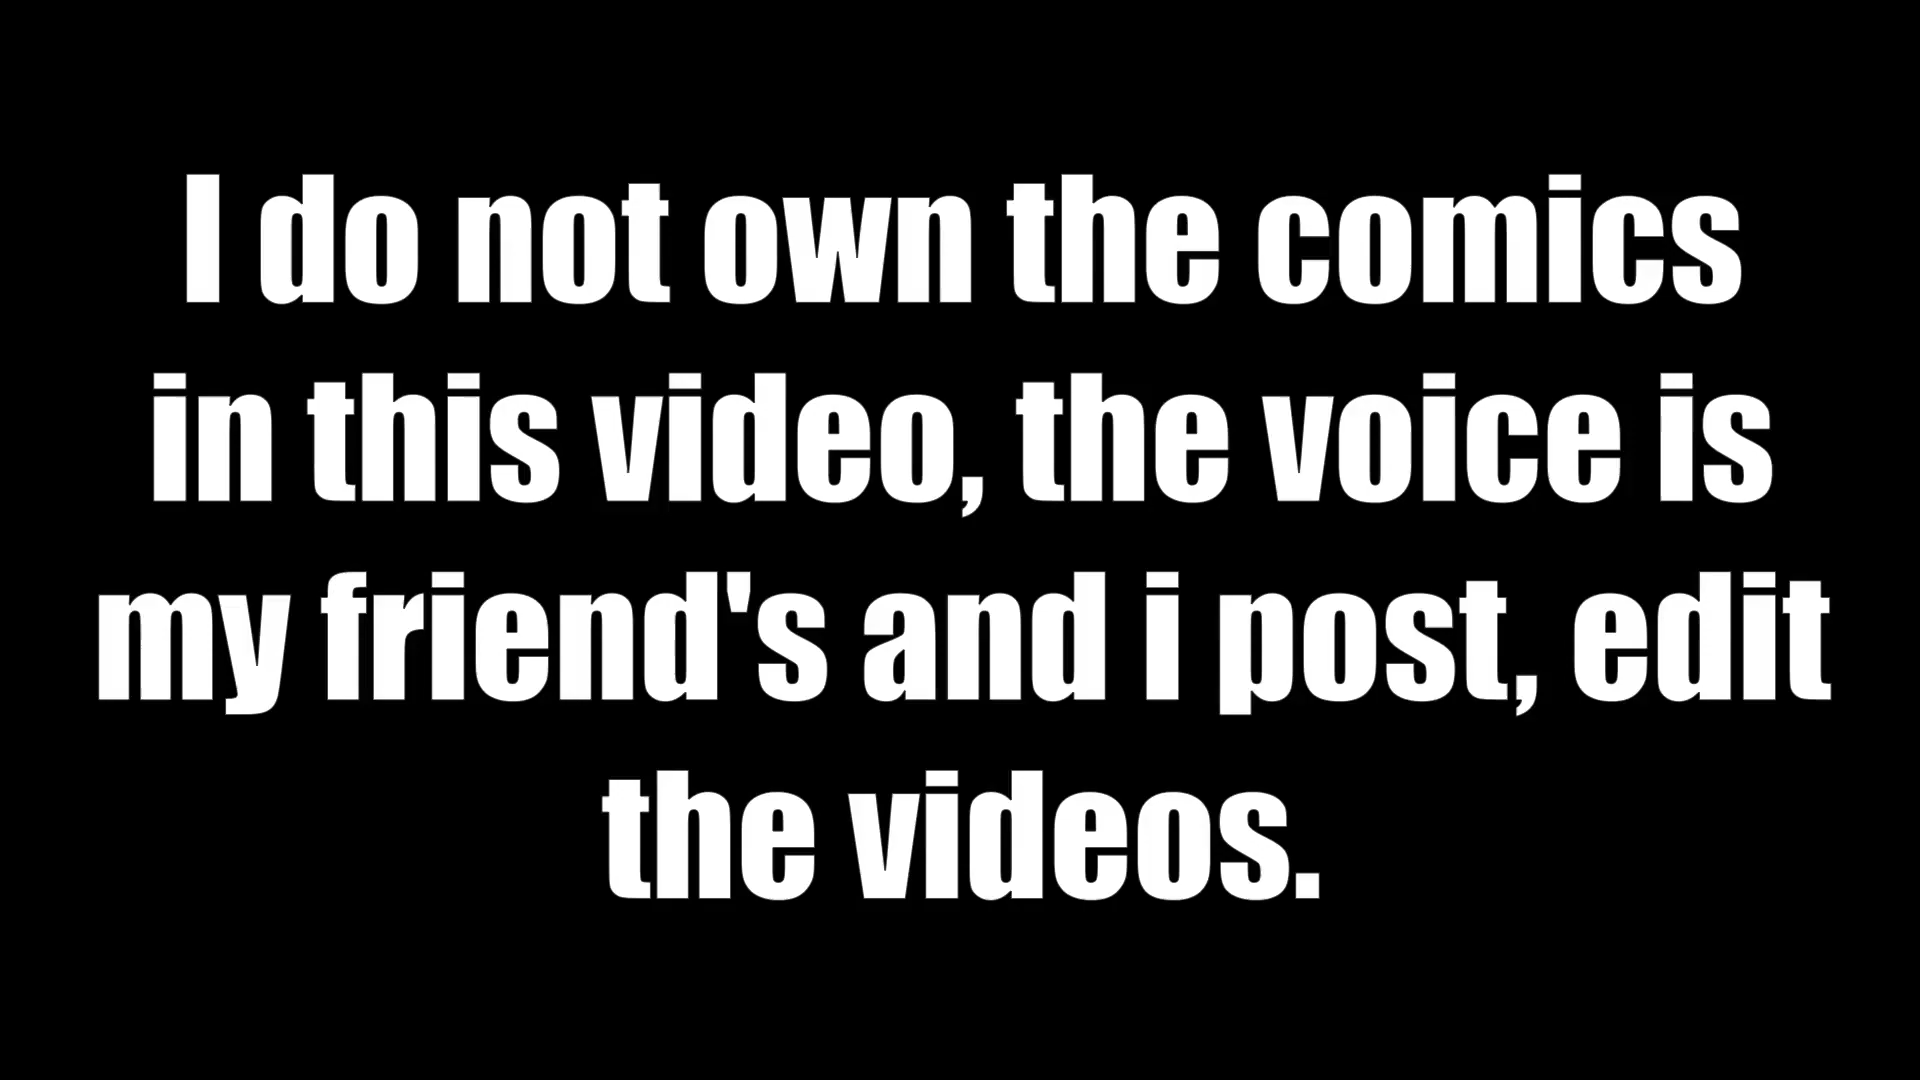 I do not own the comics
in this video, the voice is
my friend's and i post, edit
the videos.